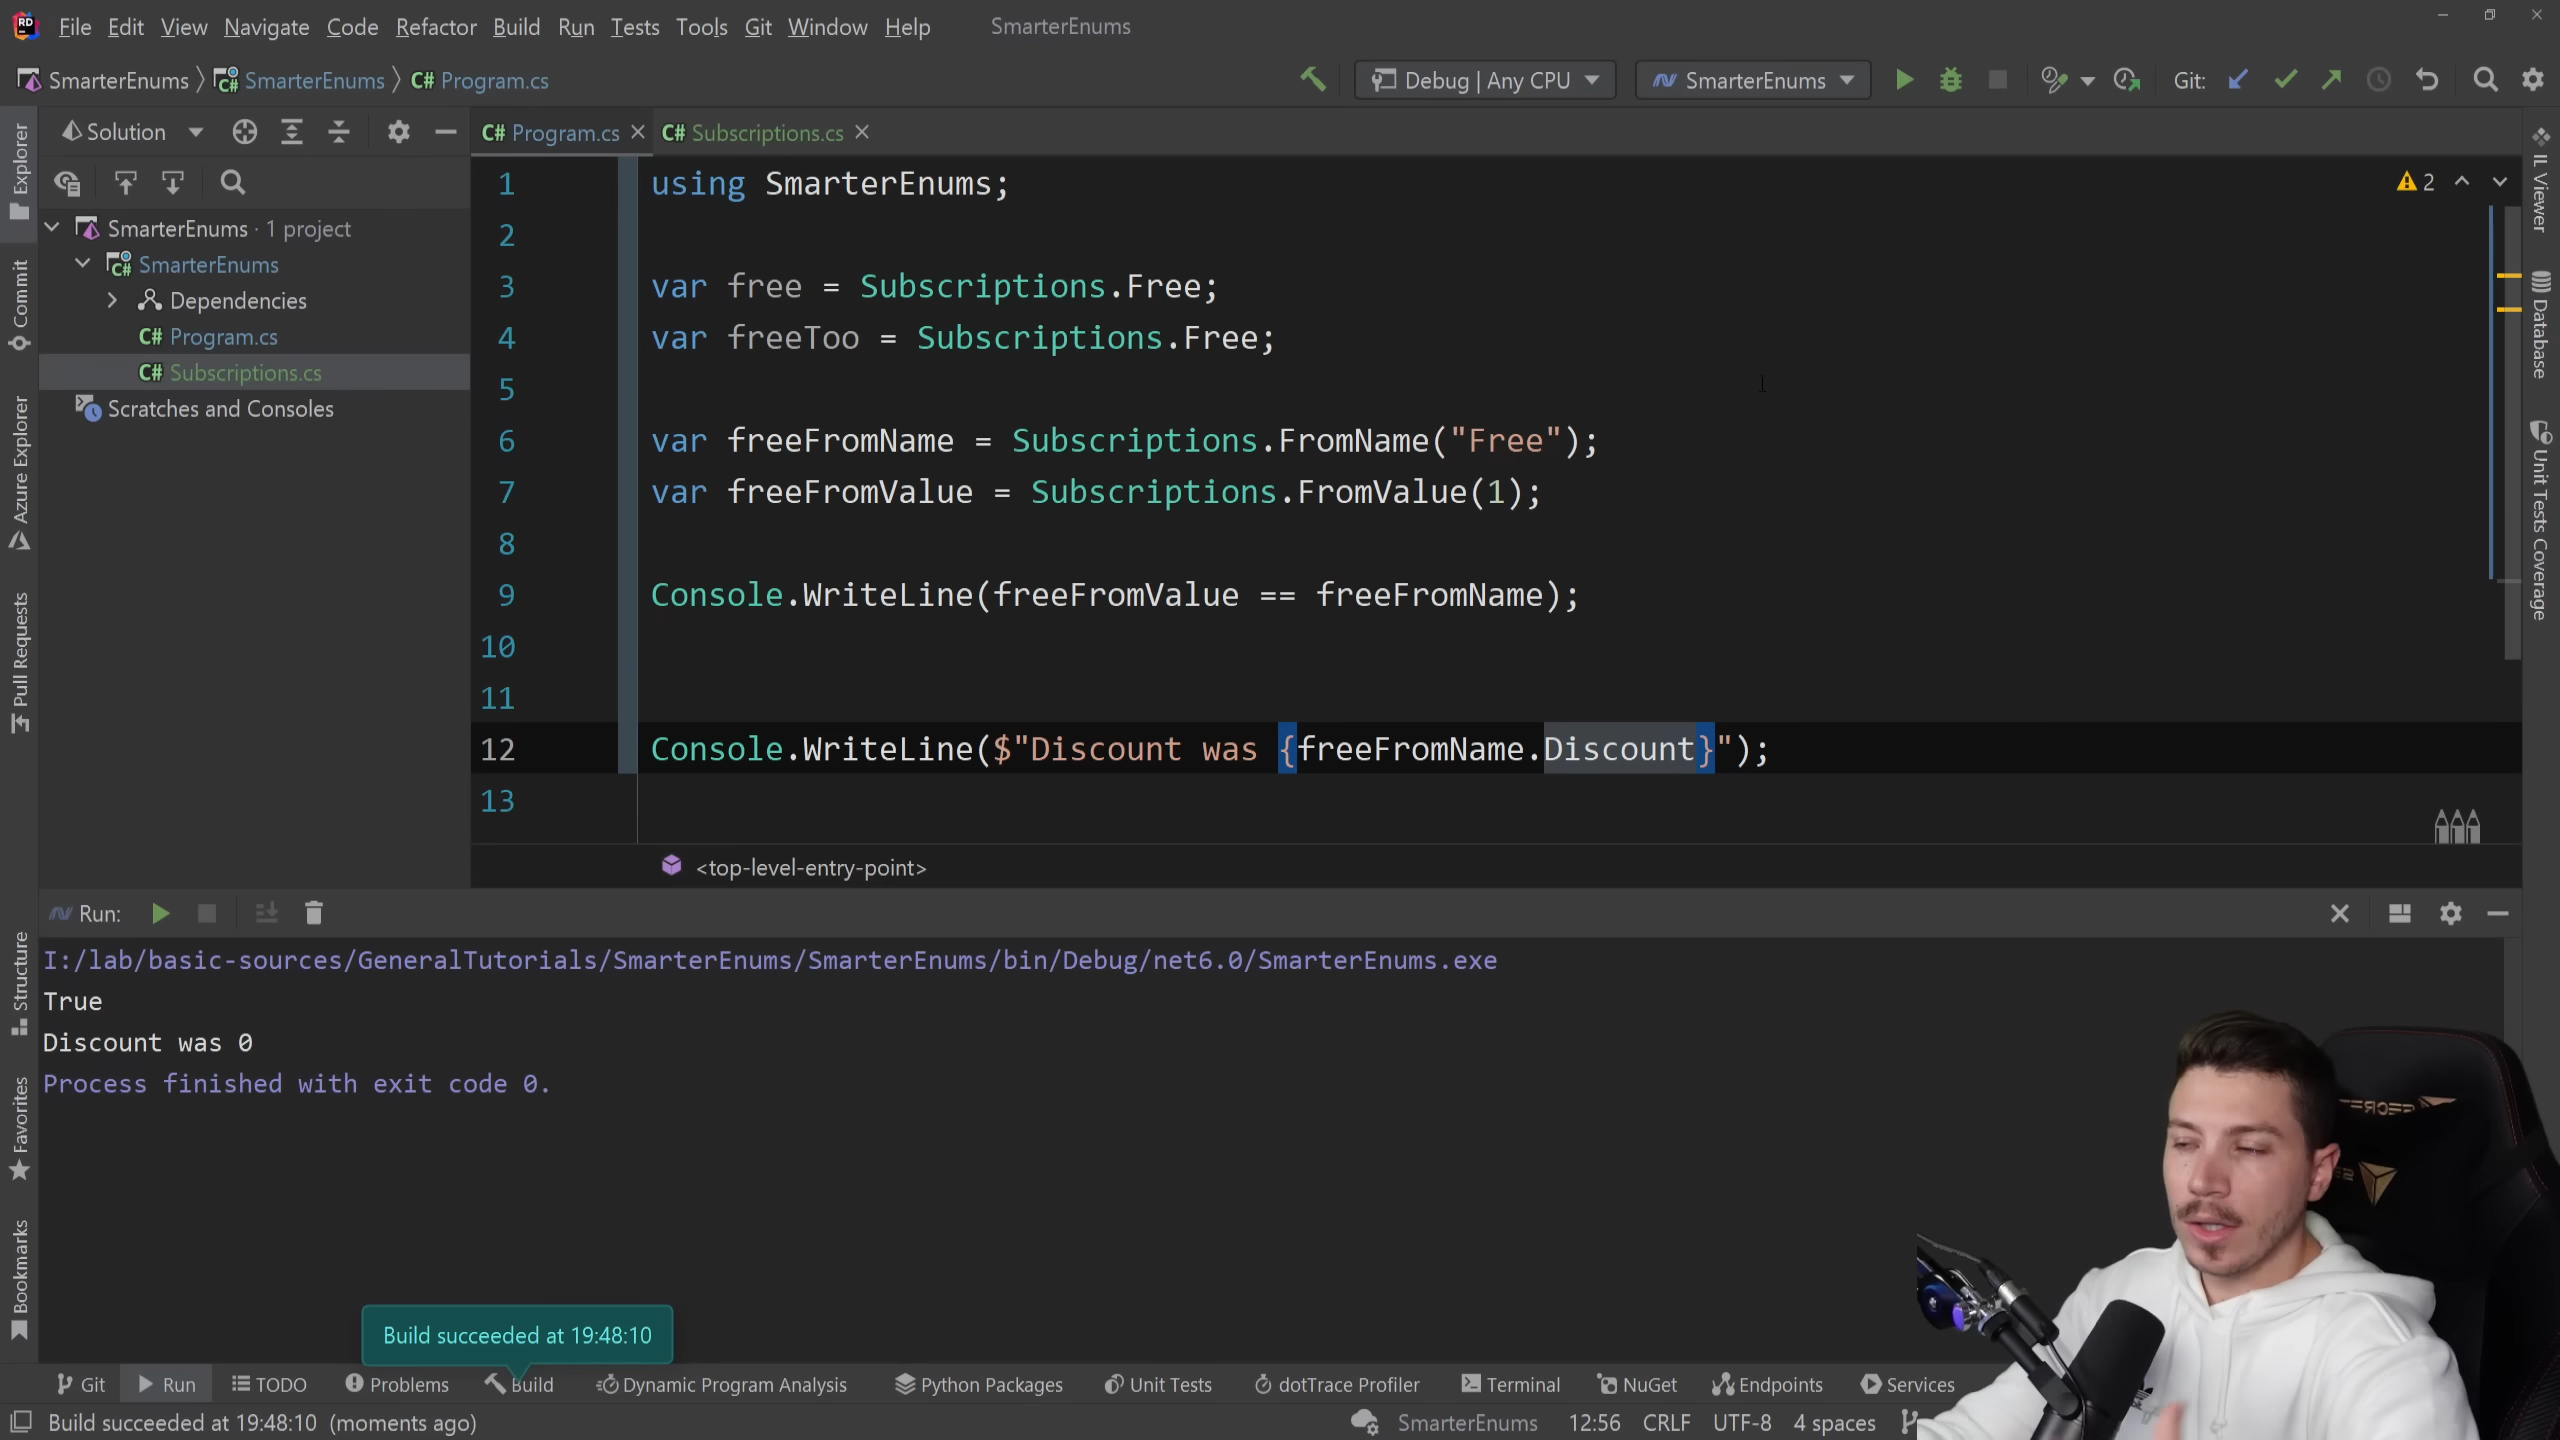 File Edit View Navigate Code Refactor Build Run Tests Tools Git Window Help SmarterEnums
SmarterEnums SmarterEnums C# Program.cs Debug | Any CPU SmarterEnums Git:
Solution
C# Program.cs C# Subscriptions.cs
SmarterEnums · 1 project
SmarterEnums
Dependencies
C# Program.cs
C# Subscriptions.cs
Scratches and Consoles
Explorer
Commit
Azure Explorer
Pull Requests
Structure
Favorites
Bookmarks
1 using SmarterEnums;
2
3 var free = Subscriptions.Free;
4 var freeToo = Subscriptions.Free;
5
6 var freeFromName = Subscriptions.FromName("Free");
7 var freeFromValue = Subscriptions.FromValue(1);
8
9 Console.WriteLine(freeFromValue == freeFromName);
10
11
12 Console.WriteLine($"Discount was {freeFromName.Discount}");
13
2
<top-level-entry-point>
IL Viewer
Database
Unit Tests Coverage
Run:
I:/lab/basic-sources/GeneralTutorials/SmarterEnums/SmarterEnums/bin/Debug/net6.0/SmarterEnums.exe
True
Discount was 0
Process finished with exit code 0.
Build succeeded at 19:48:10
Git Run TODO Problems Build Dynamic Program Analysis Python Packages Unit Tests dotTrace Profiler Terminal NuGet Endpoints Services
Build succeeded at 19:48:10 (moments ago) SmarterEnums 12:56 CRLF UTF-8 4 spaces